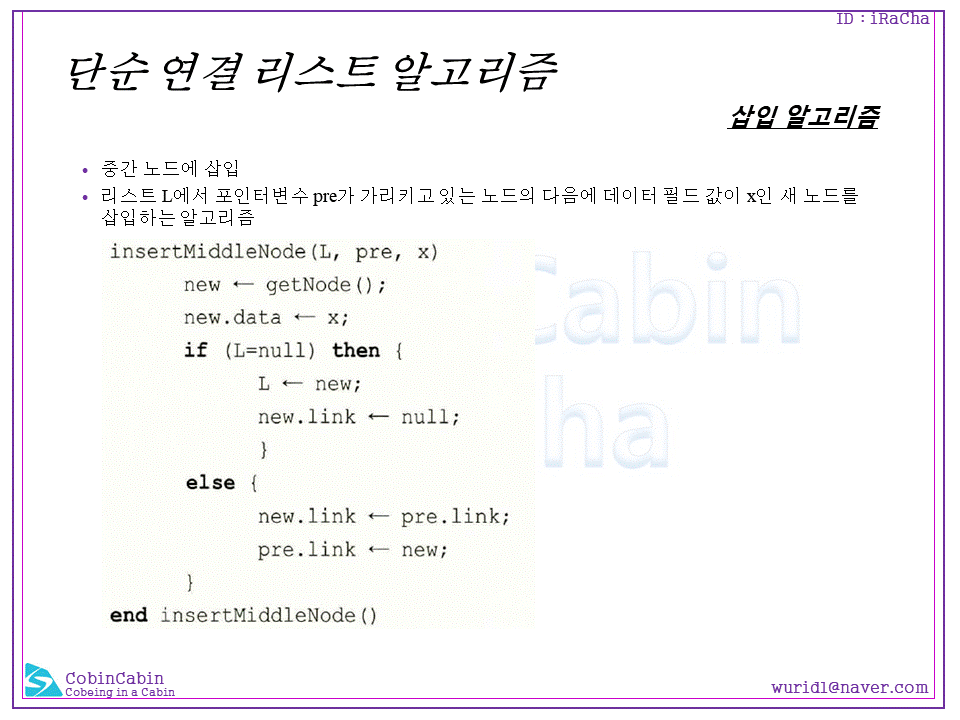 ID : iRaCha
단순 연결 리스트 알고리즘
삽입 알고리즘
• 중간 노드에 삽입
• 리스트 L에서 포인터변수 pre가 가리키고 있는 노드의 다음에 데이터 필드 값이 x인 새 노드를
삽입하는 알고리즘
insertMiddleNode(L, pre, x)
new ← getNode();
new.data ← x;
if (L=null) then {
L ← new;
new.link ← null;
}
else {
new.link ← pre.link;
pre.link ← new;
}
end insertMiddleNode()
Cabin
ha
CobinCabin
Cobeing in a Cabin
wurid1@naver.com